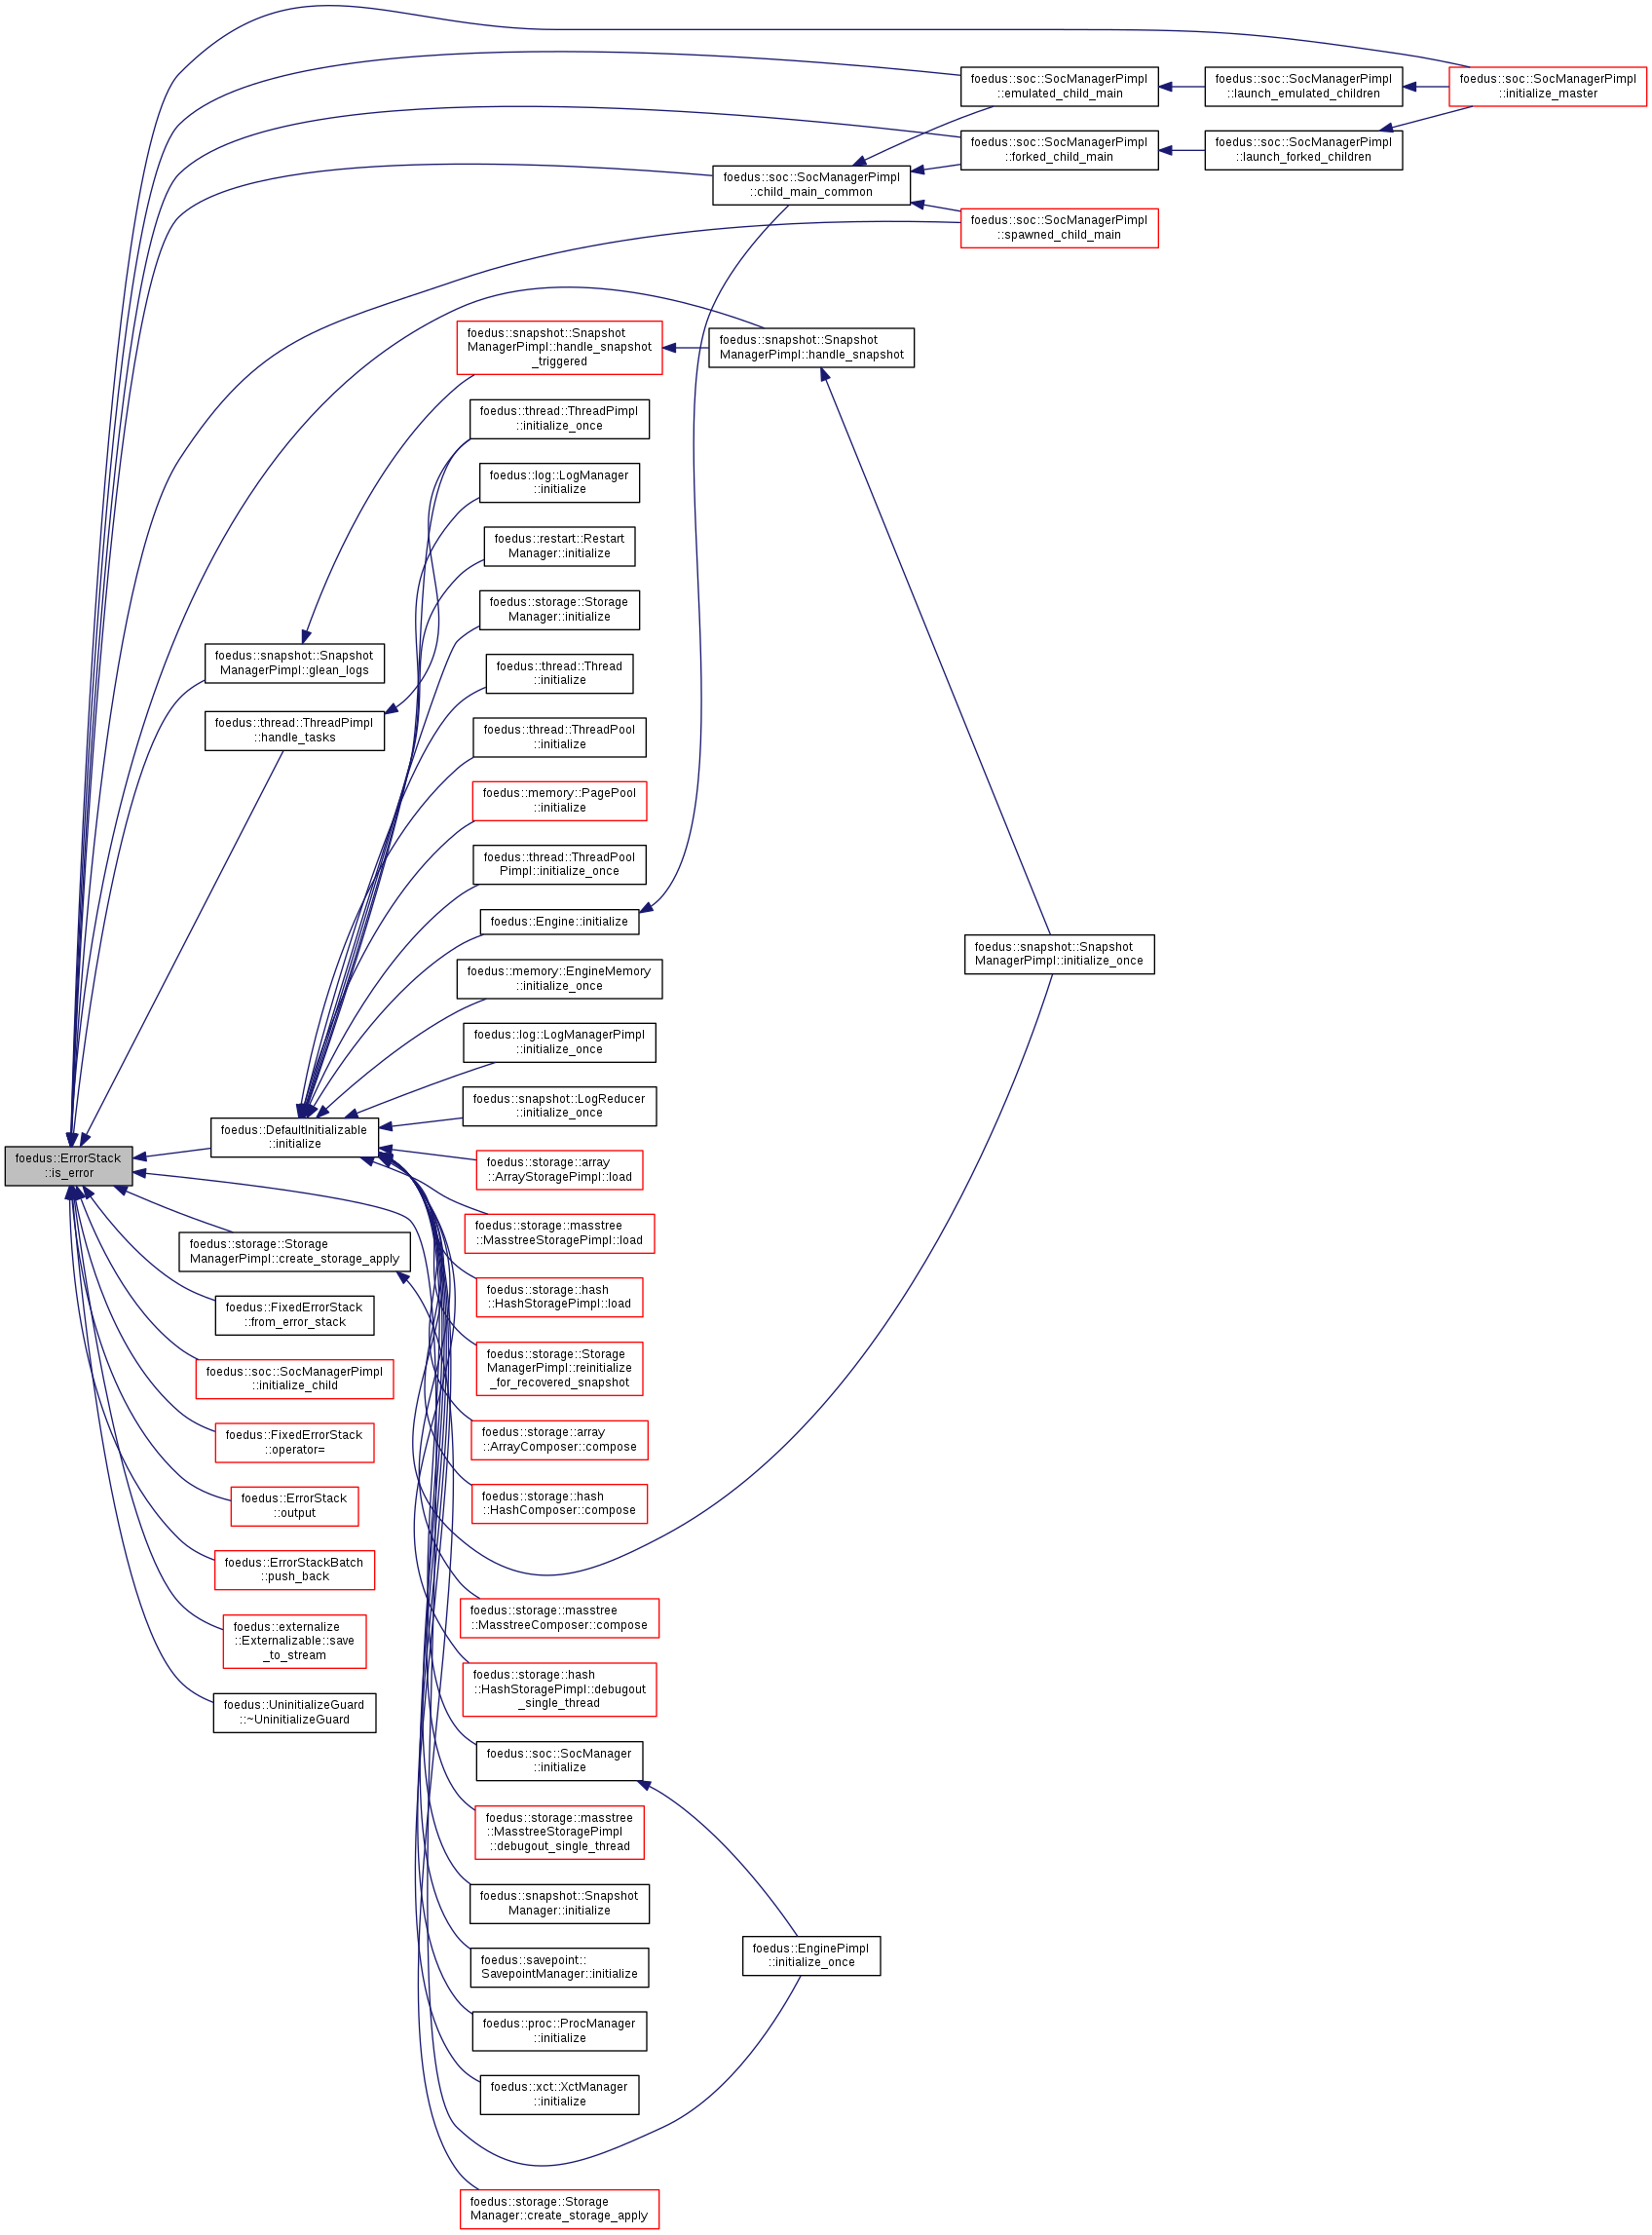 foedus::soc::SocManagerPimpl
::emulated_child_main
foedus::soc::SocManagerPimpl
::launch_emulated_children
foedus::soc::SocManagerPimpl
::initialize_master
foedus::soc::SocManagerPimpl
::forked_child_main
foedus::soc::SocManagerPimpl
::launch_forked_children
foedus::soc::SocManagerPimpl
::child_main_common
foedus::soc::SocManagerPimpl
::spawned_child_main
foedus::snapshot::Snapshot
ManagerPimpl::handle_snapshot
_triggered
foedus::snapshot::Snapshot
ManagerPimpl::handle_snapshot
foedus::thread::ThreadPimpl
::initialize_once
foedus::log::LogManager
::initialize
foedus::restart::Restart
Manager::initialize
foedus::storage::Storage
Manager::initialize
foedus::snapshot::Snapshot
ManagerPimpl::glean_logs
foedus::thread::Thread
::initialize
foedus::thread::ThreadPimpl
::handle_tasks
foedus::thread::ThreadPool
::initialize
foedus::memory::PagePool
::initialize
foedus::thread::ThreadPool
Pimpl::initialize_once
foedus::Engine::initialize
foedus::snapshot::Snapshot
ManagerPimpl::initialize_once
foedus::memory::EngineMemory
::initialize_once
foedus::log::LogManagerPimpl
::initialize_once
foedus::snapshot::LogReducer
::initialize_once
foedus::DefaultInitializable
::initialize
foedus::ErrorStack
::is_error
foedus::storage::array
::ArrayStoragePimpl::load
foedus::storage::masstree
::MasstreeStoragePimpl::load
foedus::storage::Storage
ManagerPimpl::create_storage_apply
foedus::storage::hash
::HashStoragePimpl::load
foedus::FixedErrorStack
::from_error_stack
foedus::storage::Storage
ManagerPimpl::reinitialize
_for_recovered_snapshot
foedus::soc::SocManagerPimpl
::initialize_child
foedus::storage::array
::ArrayComposer::compose
foedus::FixedErrorStack
::operator=
foedus::storage::hash
::HashComposer::compose
foedus::ErrorStack
::output
foedus::ErrorStackBatch
::push_back
foedus::storage::masstree
::MasstreeComposer::compose
foedus::externalize
::Externalizable::save
_to_stream
foedus::storage::hash
::HashStoragePimpl::debugout
_single_thread
foedus::UninitializeGuard
::~UninitializeGuard
foedus::soc::SocManager
::initialize
foedus::storage::masstree
::MasstreeStoragePimpl
::debugout_single_thread
foedus::snapshot::Snapshot
Manager::initialize
foedus::EnginePimpl
::initialize_once
foedus::savepoint::
SavepointManager::initialize
foedus::proc::ProcManager
::initialize
foedus::xct::XctManager
::initialize
foedus::storage::Storage
Manager::create_storage_apply